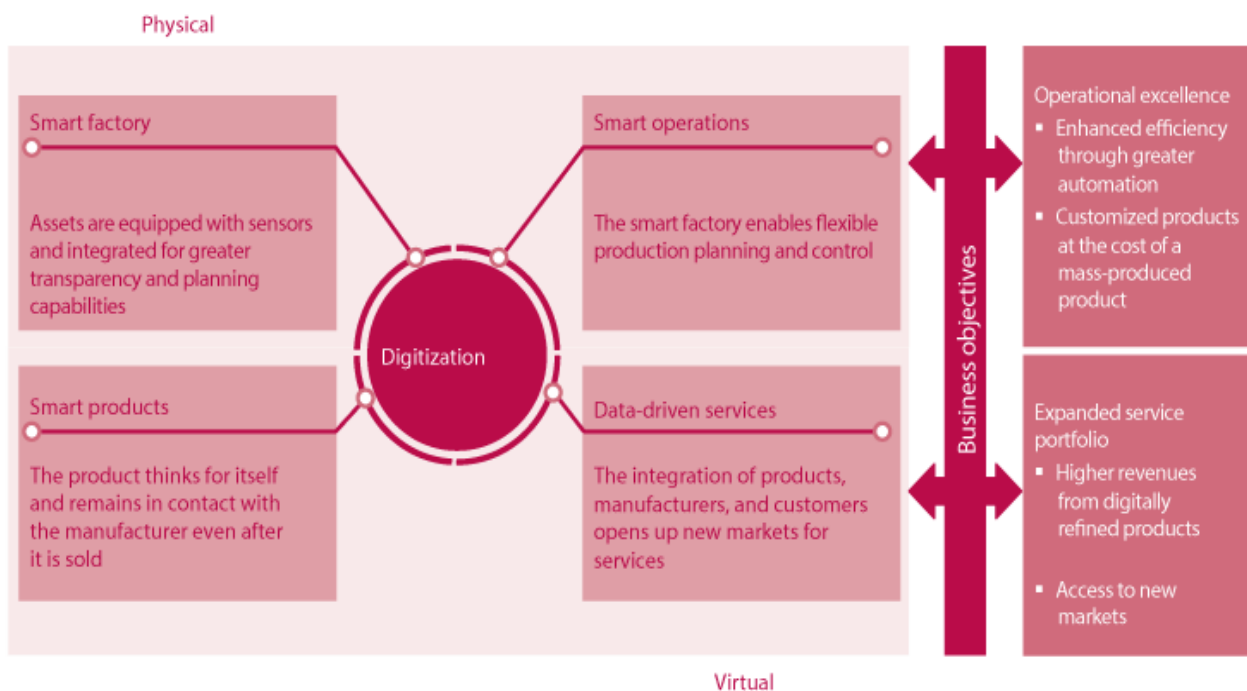 Physical
Smart factory
Assets are equipped with sensors
and integrated for greater
transparency and planning
capabilities
Smart operations
The smart factory enables flexible
production planning and control
Digitization
Smart products
The product thinks for itself
and remains in contact with
the manufacturer even after
it is sold
Data-driven services
The integration of products,
manufacturers, and customers
opens up new markets for
services
Business objectives
Operational excellence
▪ Enhanced efficiency
through greater
automation
▪ Customized products
at the cost of a
mass-produced
product
Expanded service
portfolio
▪ Higher revenues
from digitally
refined products
▪ Access to new
markets
Virtual